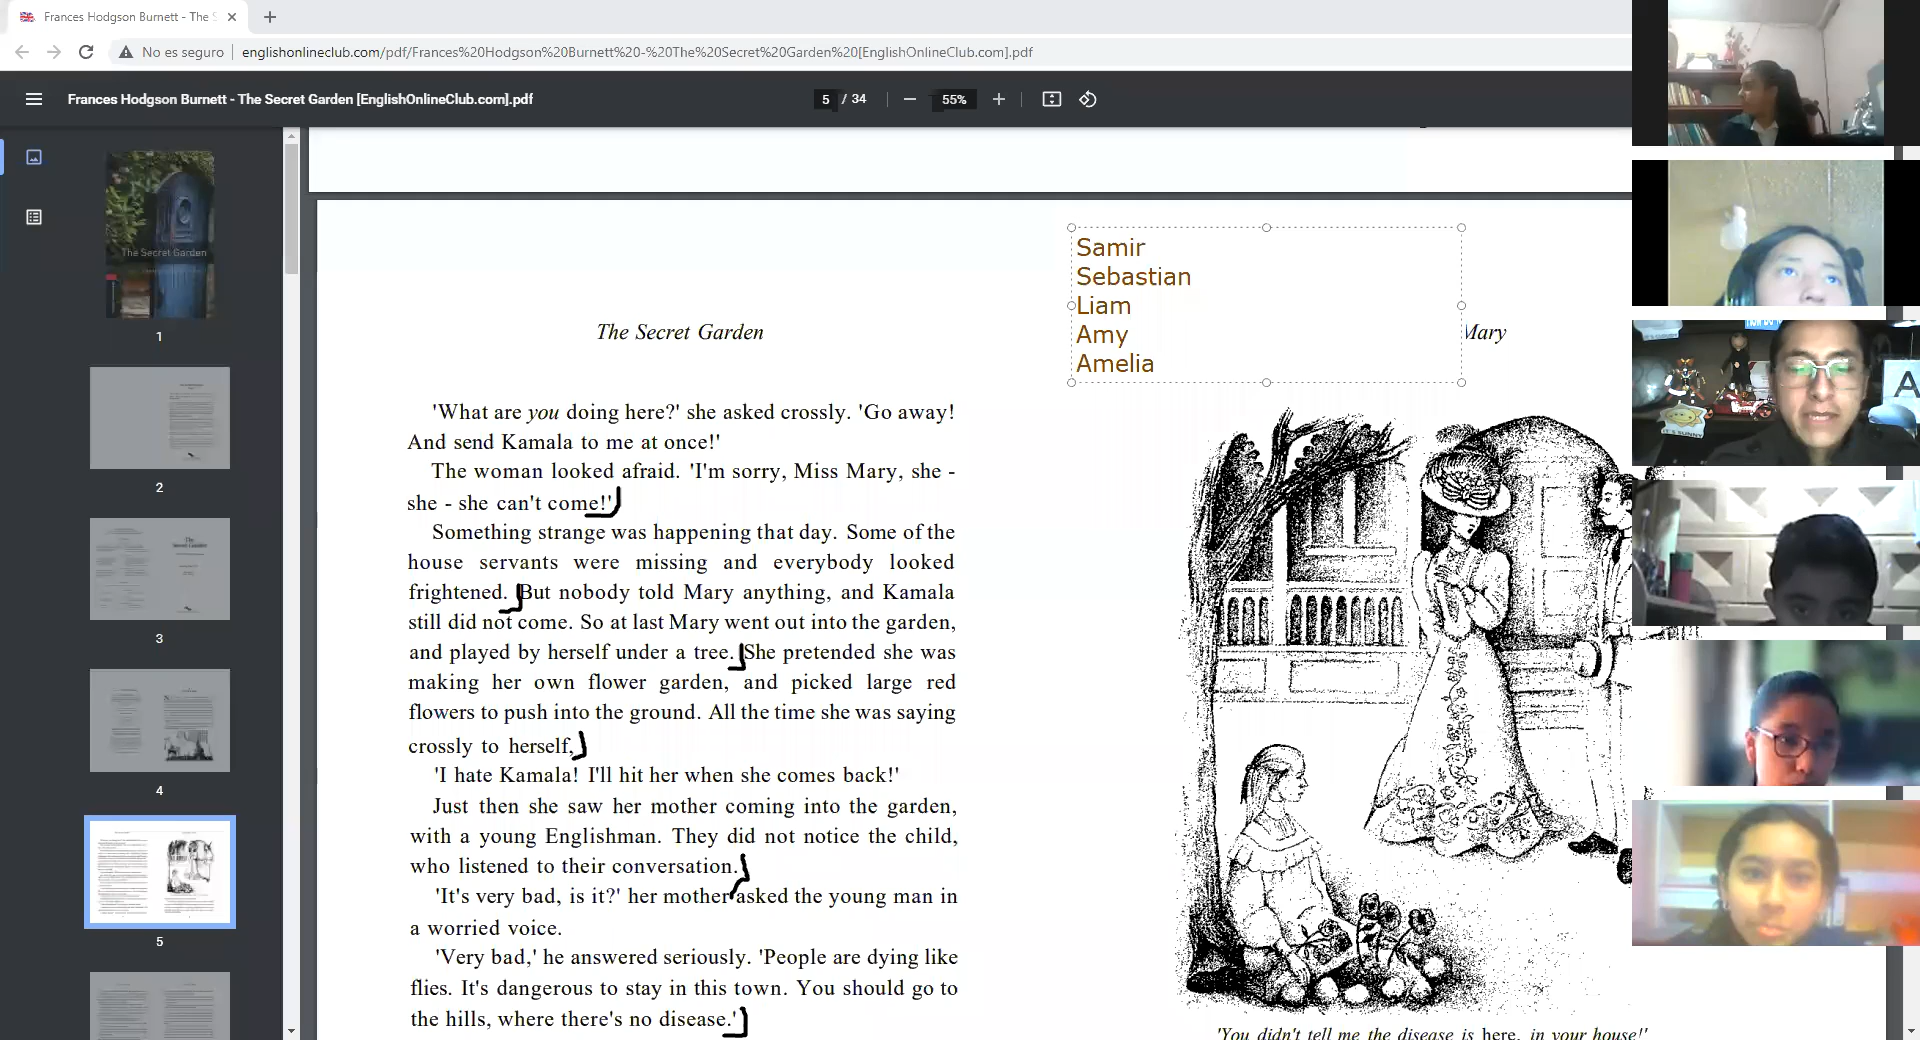 Frances Hodgson Burnett - The S
No es seguro
englishonlineclub.com/pdf/Frances%20Hodgson%20Burnett%20-%20The%20Secret%20Garden%20[EnglishOnlineClub.com].pdf
Frances Hodgson Burnett - The Secret Garden [EnglishOnlineClub.com].pdf
5 / 34
55%
The Secret Garden
1
2
3
4
5
Samir
Sebastian
Liam
Amy
Amelia
The Secret Garden
Mary
'What are you doing here?' she asked crossly. 'Go away!
And send Kamala to me at once!'
The woman looked afraid. 'I'm sorry, Miss Mary, she -
she - she can't come!'
Something strange was happening that day. Some of the
house servants were missing and everybody looked
frightened. But nobody told Mary anything, and Kamala
still did not come. So at last Mary went out into the garden,
and played by herself under a tree. She pretended she was
making her own flower garden, and picked large red
flowers to push into the ground. All the time she was saying
crossly to herself,
'I hate Kamala! I'll hit her when she comes back!'
Just then she saw her mother coming into the garden,
with a young Englishman. They did not notice the child,
who listened to their conversation.
'It's very bad, is it?' her mother asked the young man in
a worried voice.
'Very bad,' he answered seriously. 'People are dying like
flies. It's dangerous to stay in this town. You should go to
the hills, where there's no disease.'
'You didn't tell me the disease is here, in your house!'
IT'S SUNNY
A